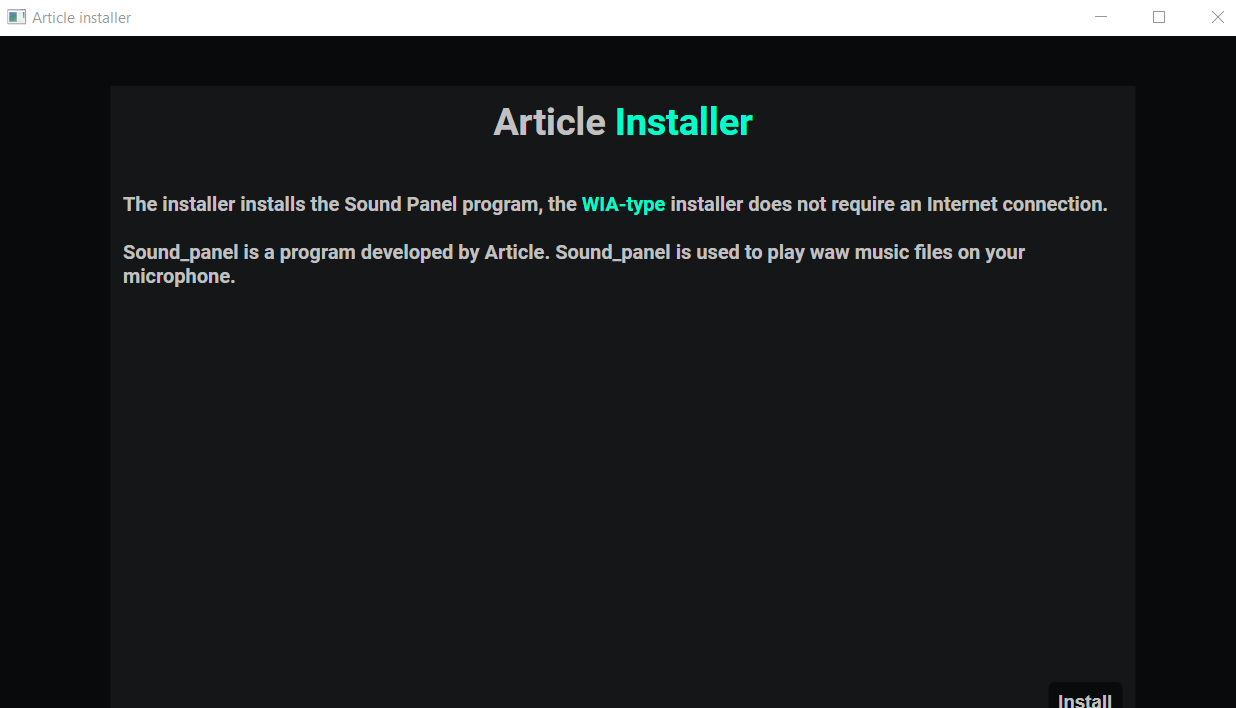 Article installer
Article Installer
The installer installs the Sound Panel program, the WIA-type installer does not require an Internet connection.
Sound_panel is a program developed by Article. Sound_panel is used to play waw music files on your
microphone.
Install